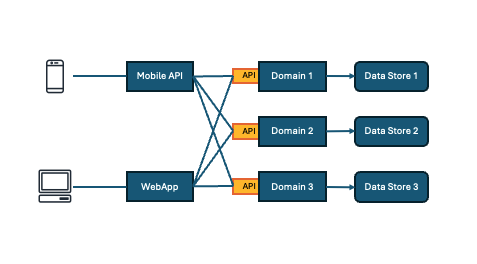 Mobile API
API
Domain 1
Data Store 1
API
Domain 2
Data Store 2
WebApp
API
Domain 3
Data Store 3